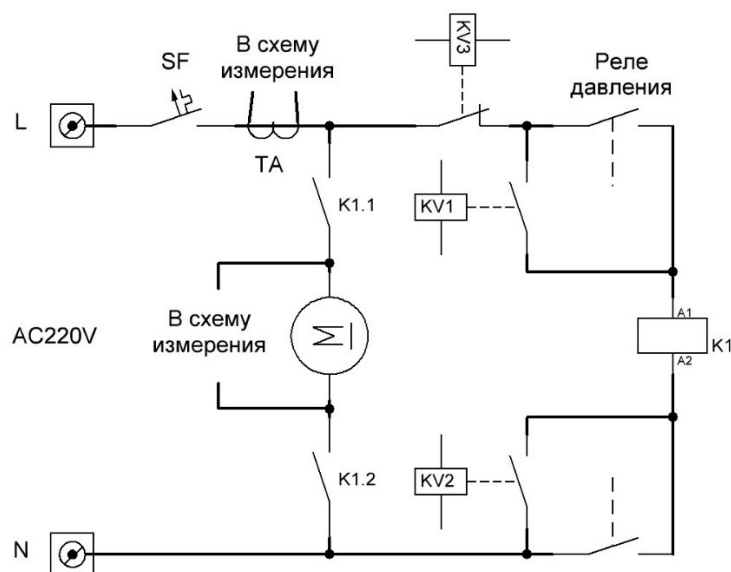 KV3
SF
В схему
измерения
Реле
давления
L
TA
K1.1
KV1
AC220V
В схему
измерения
M
A1
K1
A2
K1.2
KV2
N